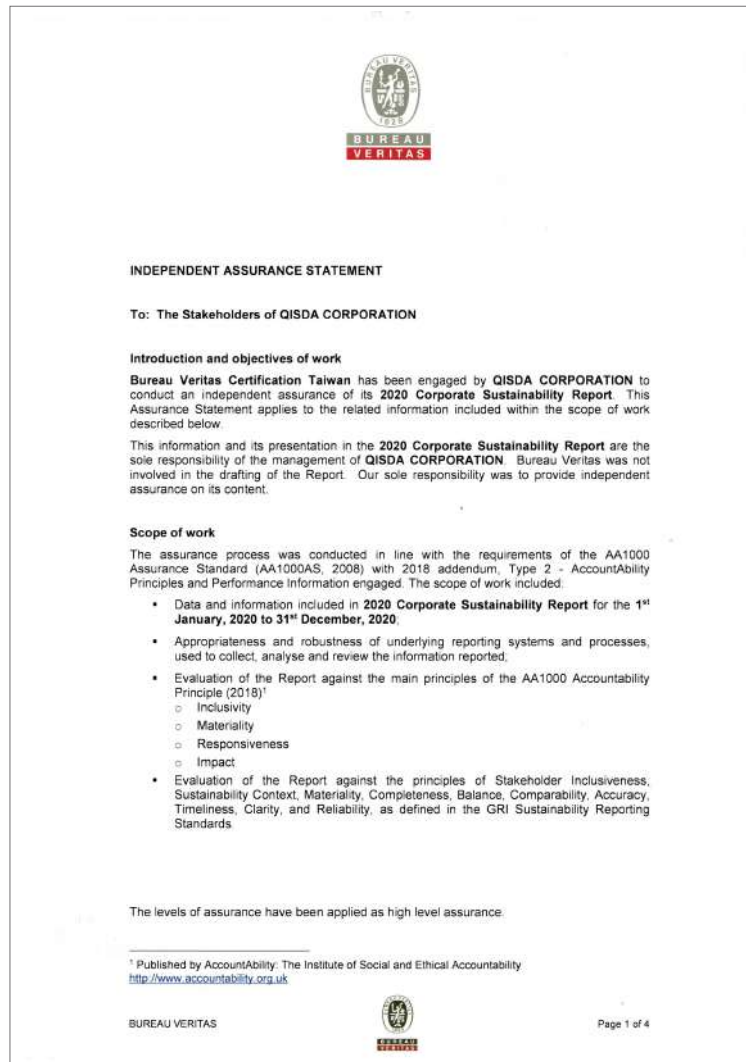 BUREAU VERITAS
1828
BUREAU
VERITAS
INDEPENDENT ASSURANCE STATEMENT
To: The Stakeholders of QISDA CORPORATION
Introduction and objectives of work
Bureau Veritas Certification Taiwan has been engaged by QISDA CORPORATION to
conduct an independent assurance of its 2020 Corporate Sustainability Report. This
Assurance Statement applies to the related information included within the scope of work
described below.
This information and its presentation in the 2020 Corporate Sustainability Report are the
sole responsibility of the management of QISDA CORPORATION. Bureau Veritas was not
involved in the drafting of the Report. Our sole responsibility was to provide independent
assurance on its content.
Scope of work
The assurance process was conducted in line with the requirements of the AA1000
Assurance Standard (AA1000AS, 2008) with 2018 addendum, Type 2 - AccountAbility
Principles and Performance Information engaged. The scope of work included:
▪ Data and information included in 2020 Corporate Sustainability Report for the 1st
January, 2020 to 31st December, 2020;
▪ Appropriateness and robustness of underlying reporting systems and processes,
used to collect, analyse and review the information reported;
▪ Evaluation of the Report against the main principles of the AA1000 Accountability
Principle (2018)1
o Inclusivity
o Materiality
o Responsiveness
o Impact
▪ Evaluation of the Report against the principles of Stakeholder Inclusiveness,
Sustainability Context, Materiality, Completeness, Balance, Comparability, Accuracy,
Timeliness, Clarity, and Reliability, as defined in the GRI Sustainability Reporting
Standards.
The levels of assurance have been applied as high level assurance.
1 Published by AccountAbility: The Institute of Social and Ethical Accountability
http://www.accountability.org.uk
BUREAU VERITAS
BUREAU
VERITAS
Page 1 of 4